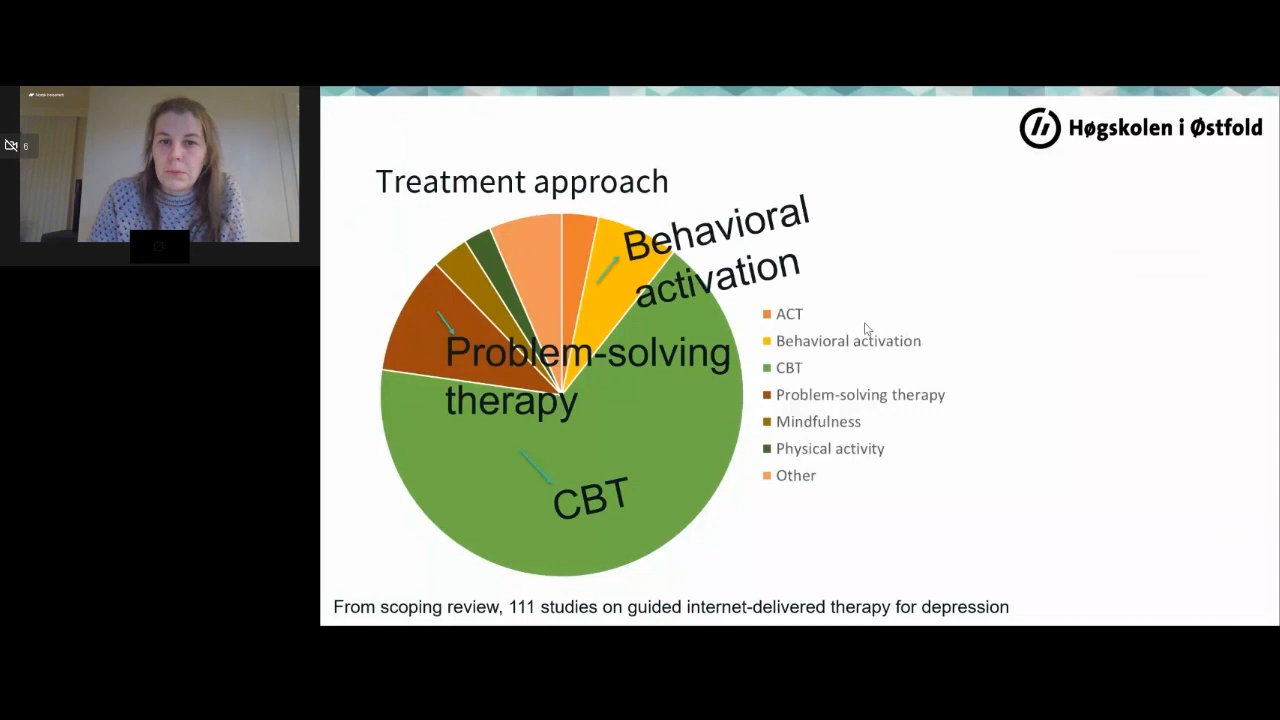 6
Høgskolen i Østfold
Treatment approach
Behavioral
activation
Problem-solving
therapy
CBT
ACT
Behavioral activation
CBT
Problem-solving therapy
Mindfulness
Physical activity
Other
From scoping review, 111 studies on guided internet-delivered therapy for depression